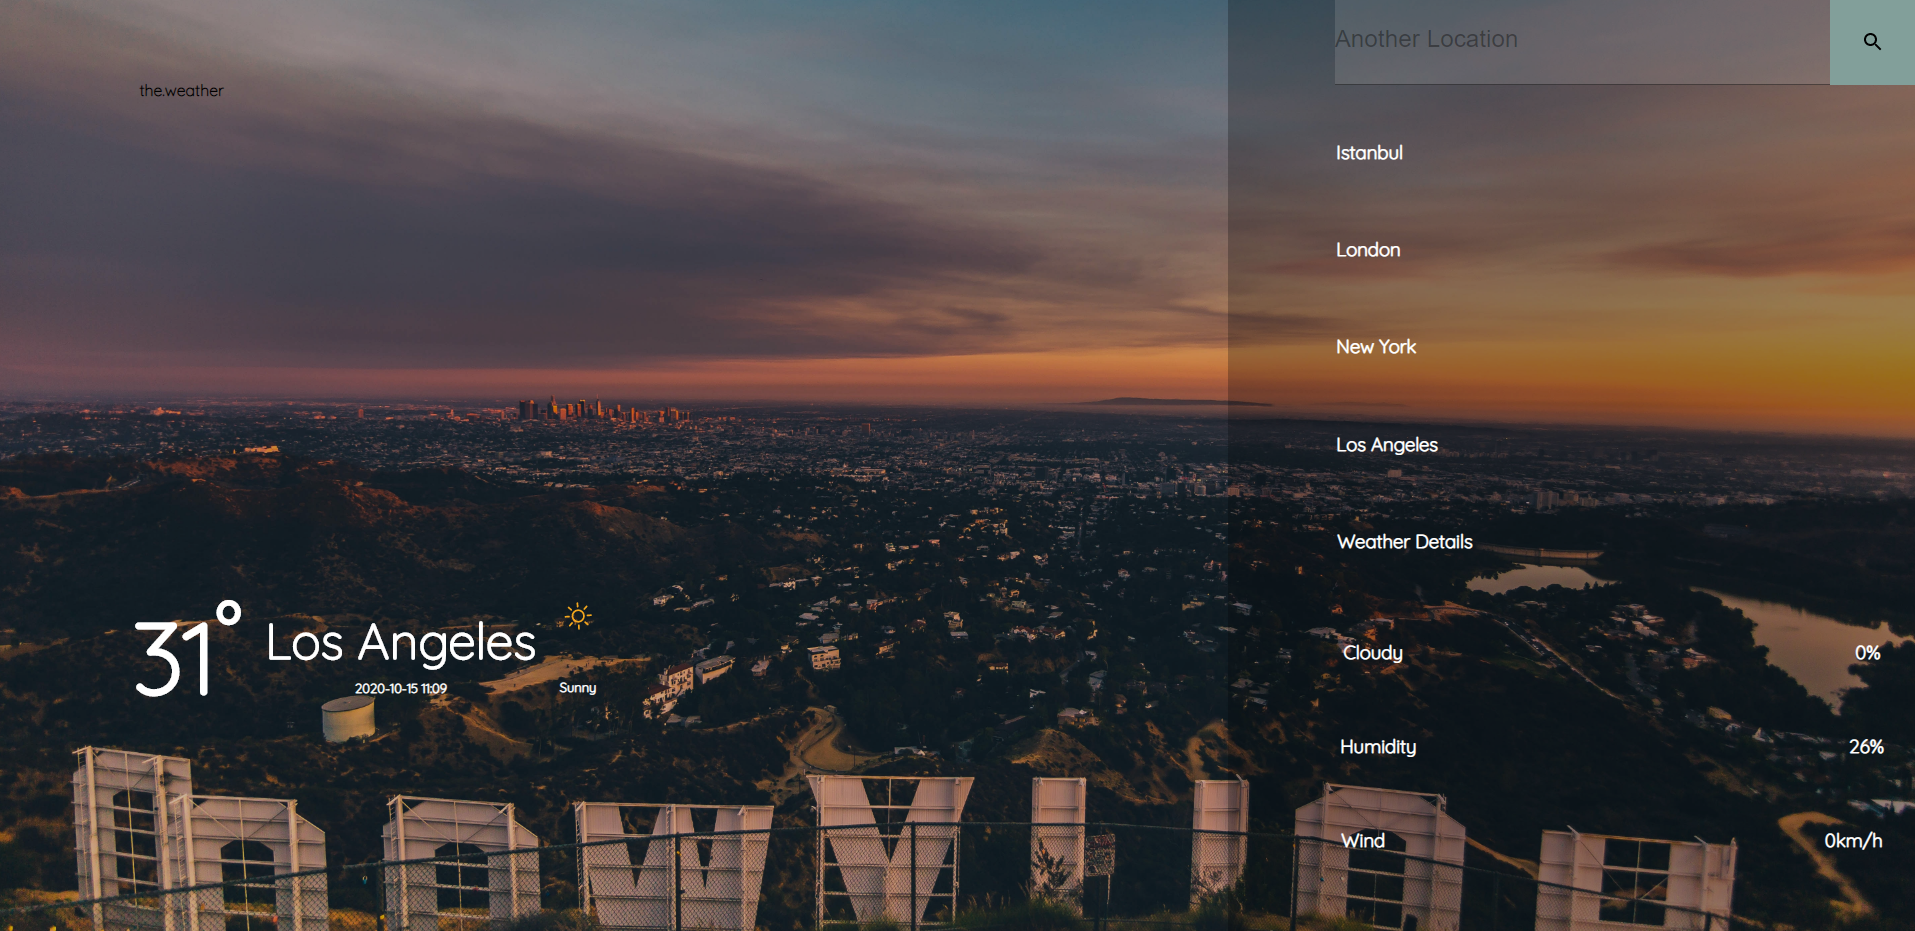 the.weather
31° Los Angeles
2020-10-15 11:09
Sunny
Another Location
Istanbul
London
New York
Los Angeles
Weather Details
Cloudy 0%
Humidity 26%
Wind 0km/h